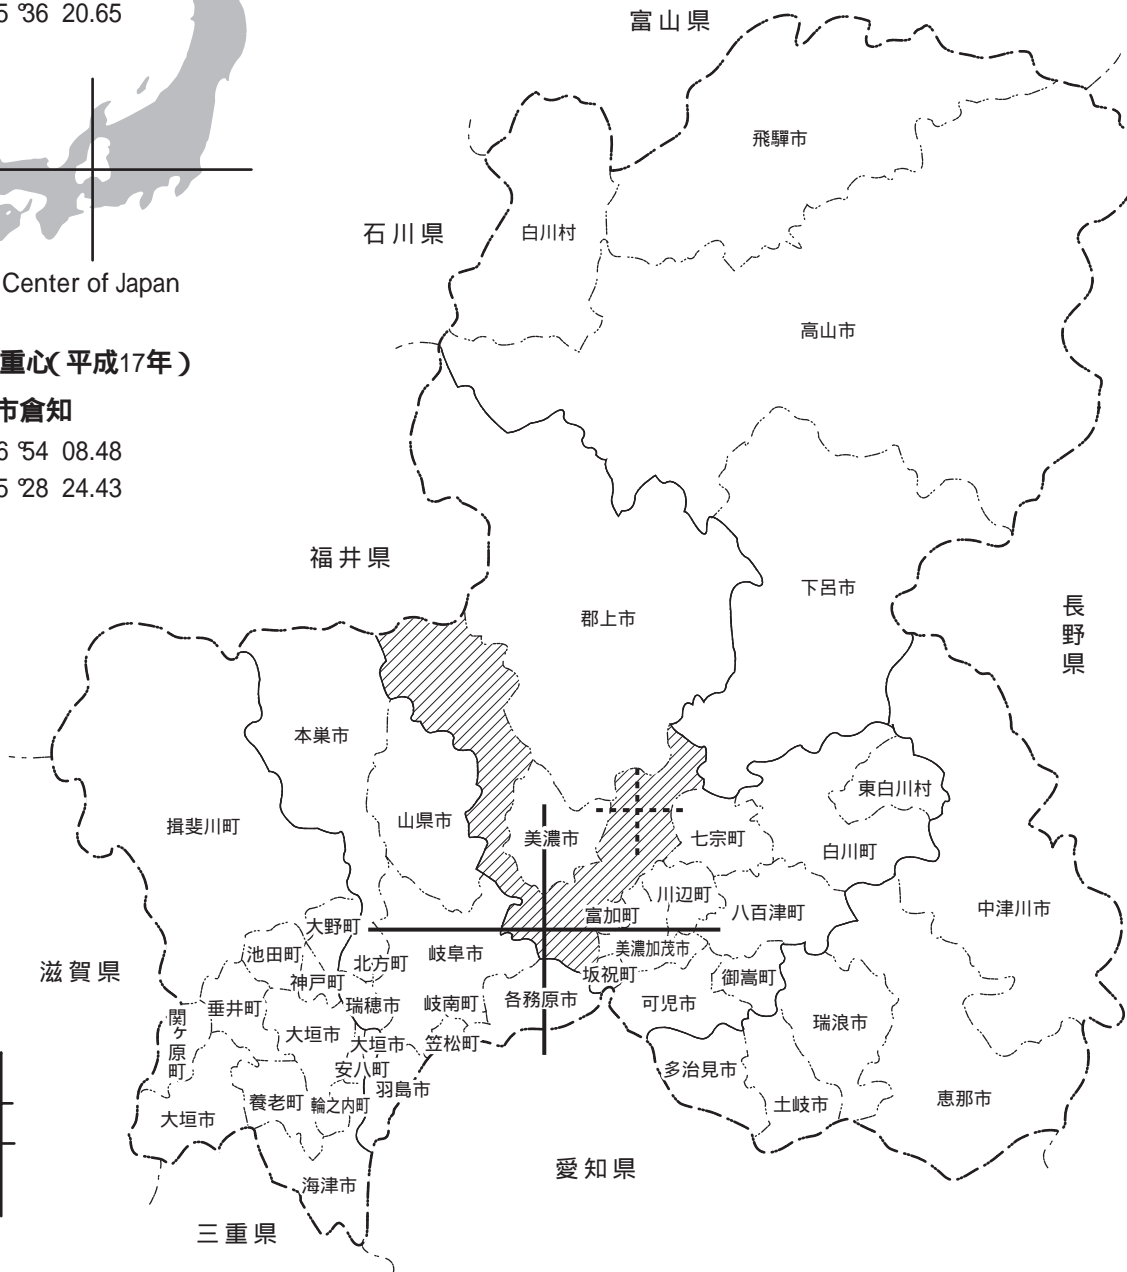 5 °36 20.65
Center of Japan
重心(平成17年)
市倉知
6 °54 08.48
5 °28 24.43
富山県
飛騨市
石川県
白川村
高山市
福井県
下呂市
郡上市
長野県
本巣市
東白川村
揖斐川町
山県市
美濃市
七宗町
白川町
川辺町
八百津町
中津川市
富加町
大野町
池田町
北方町
岐阜市
美濃加茂市
滋賀県
神戸町
坂祝町
御嵩町
垂井町
瑞穂市
岐南町
各務原市
可児市
関ヶ原町
大垣市
大垣市
笠松町
瑞浪市
安八町
多治見市
羽島市
養老町
輪之内町
土岐市
恵那市
大垣市
愛知県
海津市
三重県